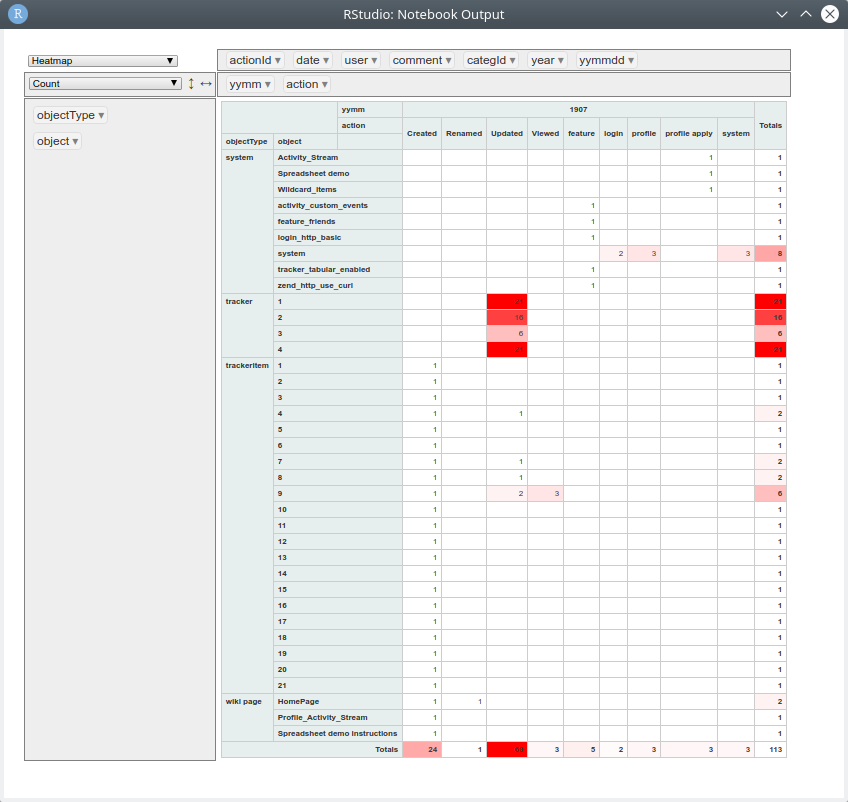 R
RStudio: Notebook Output
Heatmap
actionId date user comment categId year yymmdd
Count
yymm action
objectType
object
yymm 1907
action Created Renamed Updated Viewed feature login profile profile apply system Totals
objectType object
system Activity_Stream 1 1
Spreadsheet demo 1 1
Wildcard_items 1 1
activity_custom_events 1 1
feature_friends 1 1
login_http_basic 1 1
system 2 3 3 8
tracker_tabular_enabled 1 1
zend_http_use_curl 1 1
tracker 1 21 21
2 16 16
3 6 6
4 21 21
trackeritem 1 1 1
2 1 1
3 1 1
4 1 1 2
5 1 1
6 1 1
7 1 1 2
8 1 1 2
9 1 2 3 6
10 1 1
11 1 1
12 1 1
13 1 1
14 1 1
15 1 1
16 1 1
17 1 1
18 1 1
19 1 1
20 1 1
21 1 1
wiki page HomePage 1 1 2
Profile_Activity_Stream 1 1
Spreadsheet demo instructions 1 1
Totals 24 1 69 3 5 2 3 3 3 113